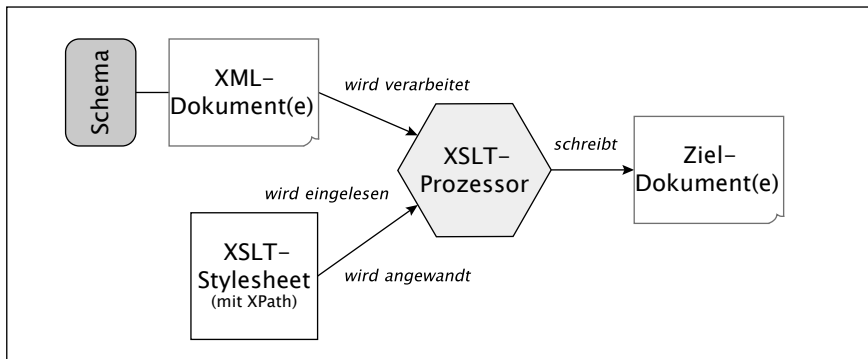 Schema
XML-
Dokument(e)
wird verarbeitet
XSLT-
Prozessor
schreibt
Ziel-
Dokument(e)
wird eingelesen
XSLT-
Stylesheet
(mit XPath)
wird angewandt